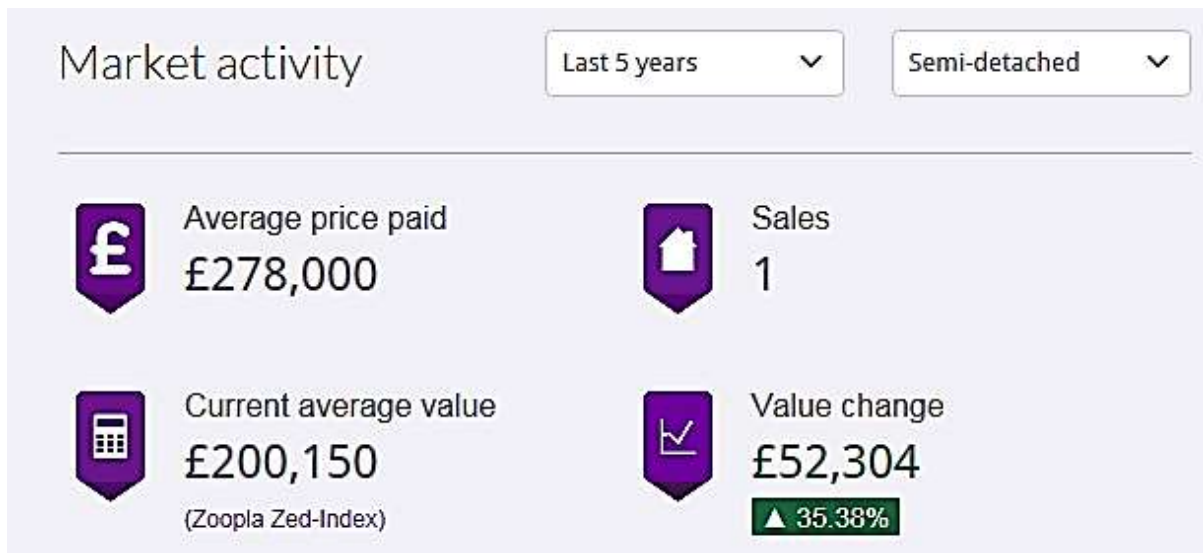 Market activity
Last 5 years
Semi-detached
£
Average price paid
£278,000
Sales
1
Current average value
£200,150
(Zoopla Zed-Index)
Value change
£52,304
▲ 35.38%